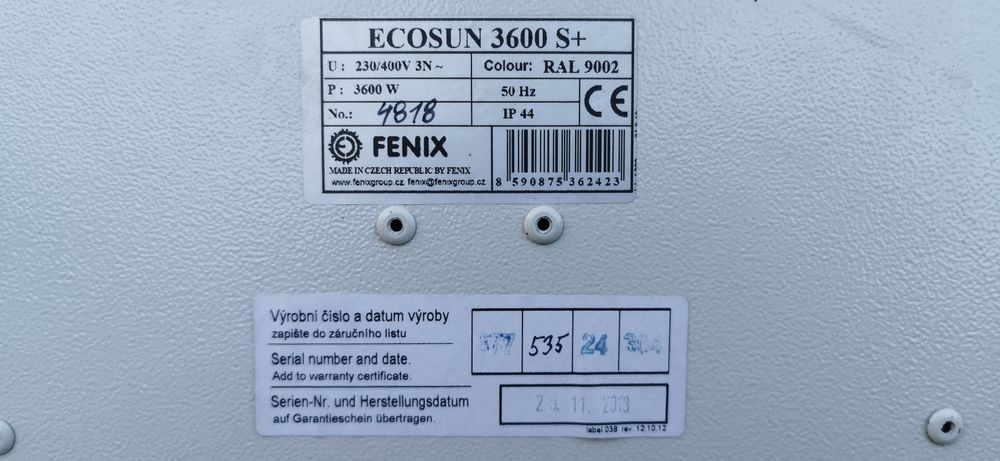 ECOSUN 3600 S+
U : 230/400V 3N ~ Colour: RAL 9002
P : 3600 W 50 Hz
No.: 4818 IP 44
CE
FENIX
MADE IN CZECH REPUBLIC BY FENIX
www.fenixgroup.cz fenix@fenixgroup.cz
8 590875 362423
Výrobní číslo a datum výroby
zapište do záručního listu
Serial number and date.
Add to warranty certificate.
Serien-Nr. und Herstellungsdatum
auf Garantieschein übertragen.
377 535 24 304
11. 2018
label 038 rev. 12.10.12